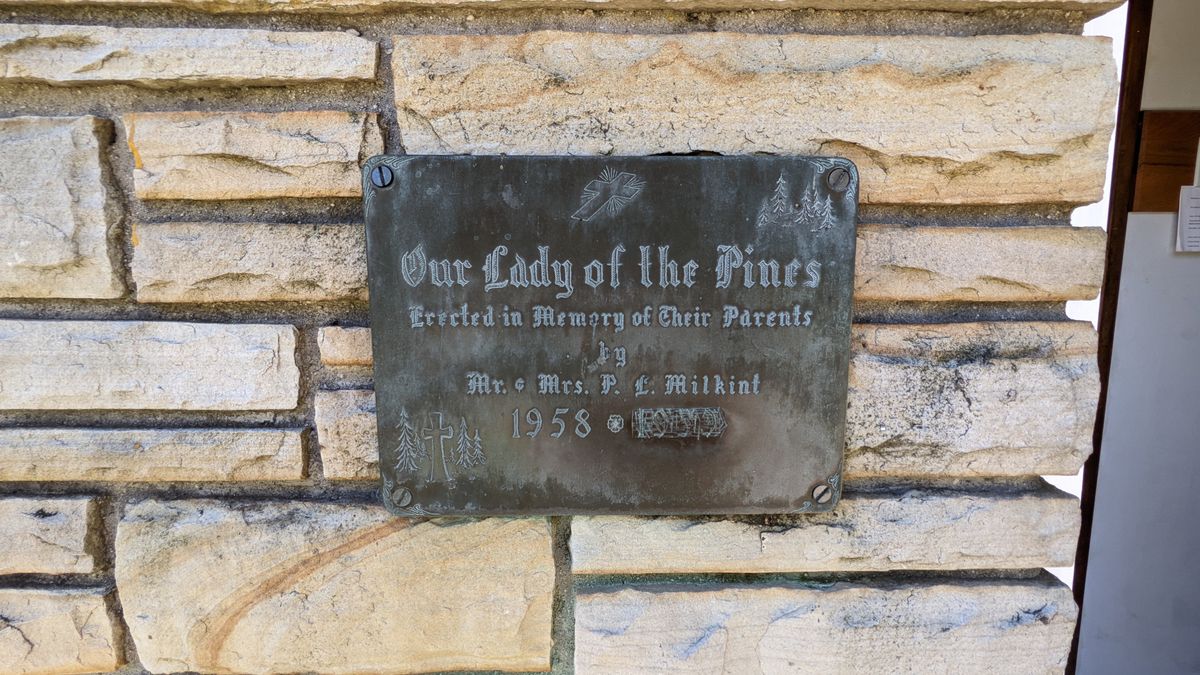 Our Lady of the Pines
Erected in Memory of Their Parents
by
Mr. & Mrs. P. L. Milkint
1958